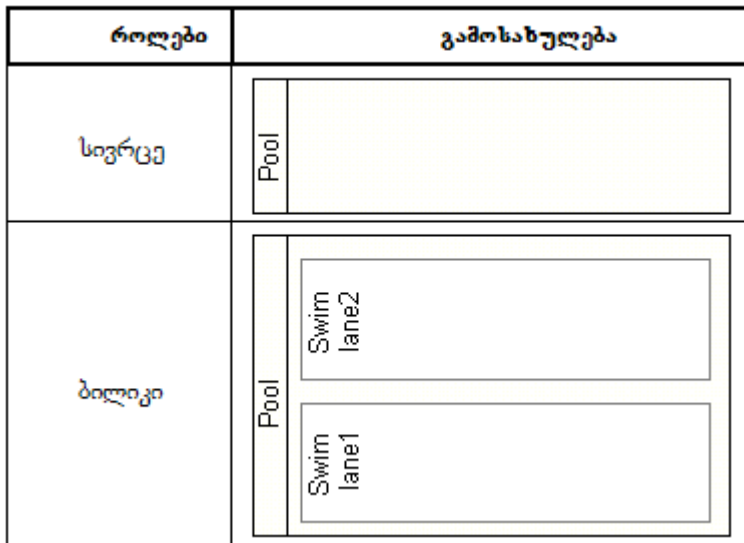 როლები
გამოსახულება
სივრცე
Pool
ბილიკი
Pool
Swim
lane2
Swim
lane1